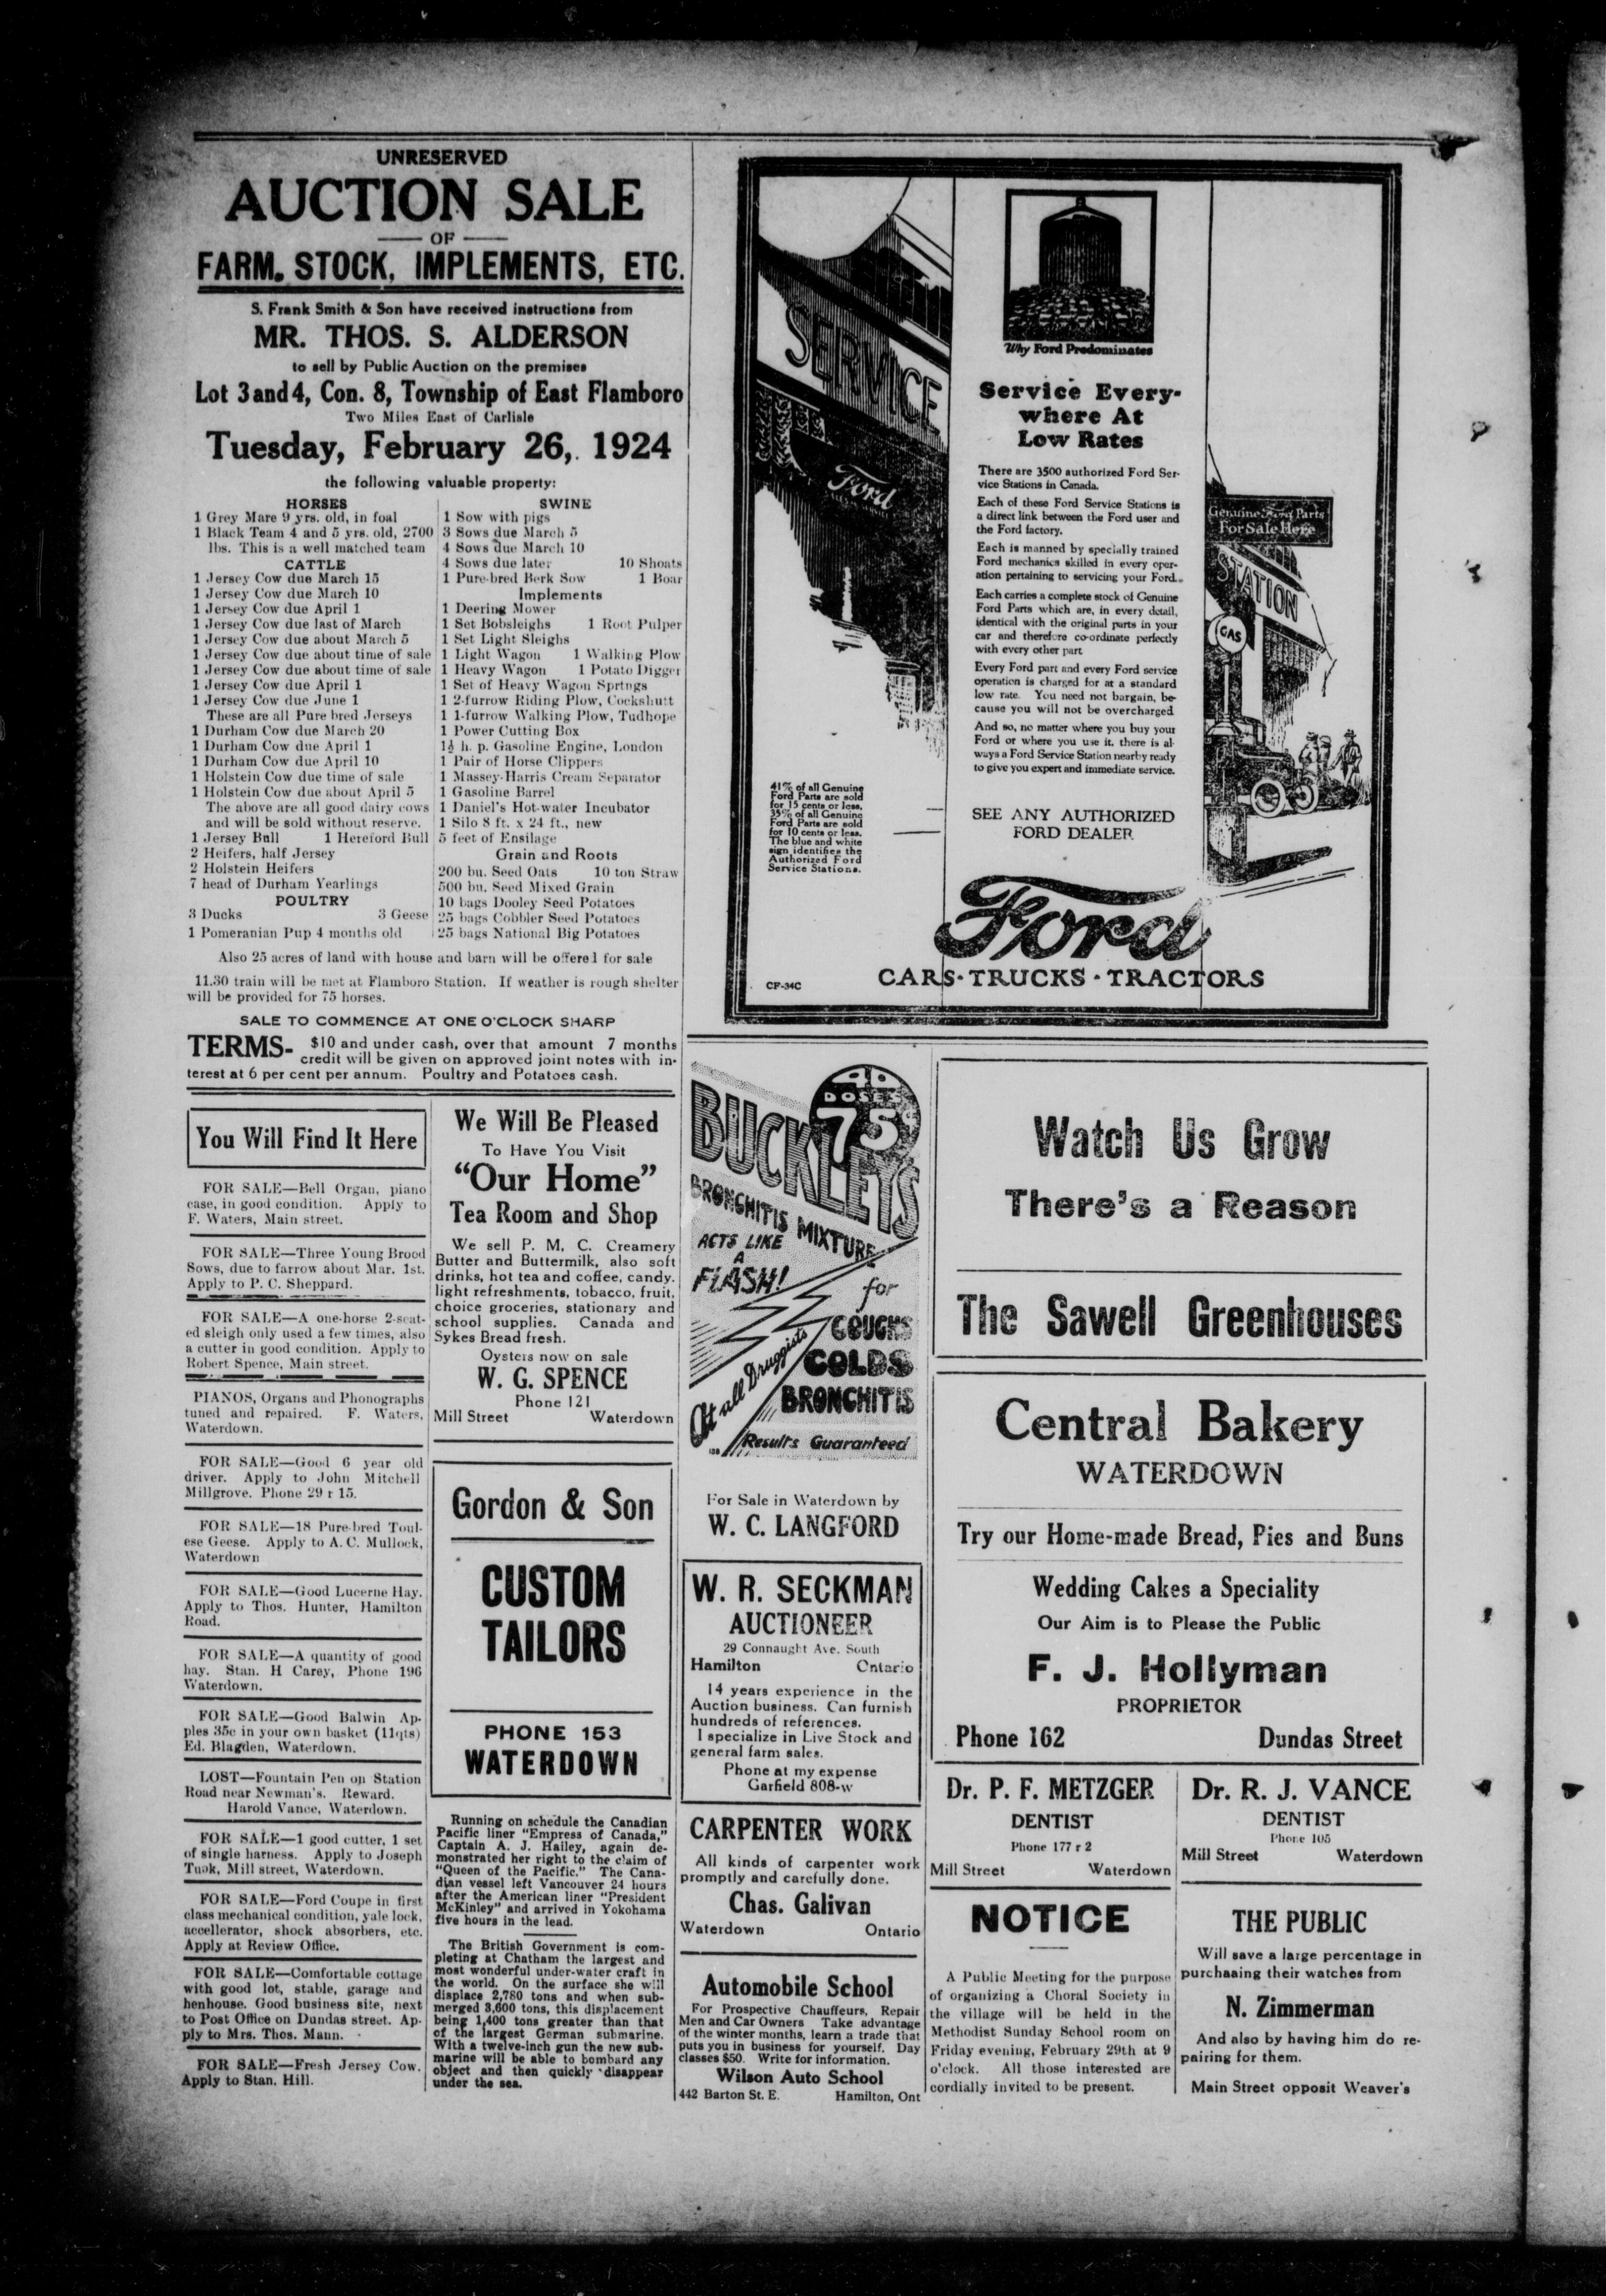 UNRESERVED
AUCTION SALE
OF
FARM. STOCK, IMPLEMENTS, ETC.
S. Frank Smith & Son have received instructions from
MR. THOS. S. ALDERSON
to sell by Public Auction on the premises
Lot 3 and 4, Con. 8, Township of East Flamboro
Two Miles East of Carlisle
Tuesday, February 26, 1924
the following valuable property:
HORSES
1 Grey Mare 9 yrs. old, in foal
1 Black Team 4 and 5 yrs. old, 2700
lbs. This is a well matched team
CATTLE
1 Jersey Cow due March 15
1 Jersey Cow due March 10
1 Jersey Cow due April 1
1 Jersey Cow due last of March
1 Jersey Cow due about March 5
1 Jersey Cow due about time of sale
1 Jersey Cow due about time of sale
1 Jersey Cow due April 1
1 Jersey Cow due June 1
These are all Pure bred Jerseys
1 Durham Cow due March 20
1 Durham Cow due April 1
1 Durham Cow due April 10
1 Holstein Cow due time of sale
1 Holstein Cow due about April 5
The above are all good dairy cows
and will be sold without reserve.
1 Jersey Bull 1 Hereford Bull
2 Heifers, half Jersey
2 Holstein Heifers
7 head of Durham Yearlings
POULTRY
3 Ducks 3 Geese
1 Pomeranian Pup 4 months old
SWINE
1 Sow with pigs
3 Sows due March 5
4 Sows due March 10
4 Sows due later 10 Shoats
1 Pure-bred Berk Sow 1 Boar
Implements
1 Deering Mower
1 Set Bobsleighs 1 Root Pulper
1 Set Light Sleighs
1 Light Wagon 1 Walking Plow
1 Heavy Wagon 1 Potato Digger
1 Set of Heavy Wagon Sprtngs
1 2-furrow Riding Plow, Cockshutt
1 1-furrow Walking Plow, Tudhope
1 Power Cutting Box
1½ h. p. Gasoline Engine, London
1 Pair of Horse Clippers
1 Massey-Harris Cream Separator
1 Gasoline Barrel
1 Daniel's Hot-water Incubator
1 Silo 8 ft. x 24 ft., new
5 feet of Ensilage
Grain and Roots
200 bu. Seed Oats 10 ton Straw
500 bu. Seed Mixed Grain
10 bags Dooley Seed Potatoes
25 bags Cobbler Seed Potatoes
25 bags National Big Potatoes
Also 25 acres of land with house and barn will be offered for sale
11.30 train will be met at Flamboro Station. If weather is rough shelter
will be provided for 75 horses.
SALE TO COMMENCE AT ONE O'CLOCK SHARP
TERMS- $10 and under cash, over that amount 7 months
credit will be given on approved joint notes with in-
terest at 6 per cent per annum. Poultry and Potatoes cash.
SERVICE
Ford
Why Ford Predominates
Service Every-
where At
Low Rates
There are 3500 authorized Ford Ser-
vice Stations in Canada.
Each of these Ford Service Stations is
a direct link between the Ford user and
the Ford factory.
Each is manned by specially trained
Ford mechanics skilled in every oper-
ation pertaining to servicing your Ford.
Each carries a complete stock of Genuine
Ford Parts which are, in every detail,
identical with the original parts in your
car and therefore co-ordinate perfectly
with every other part
Every Ford part and every Ford service
operation is charged for at a standard
low rate. You need not bargain, be-
cause you will not be overcharged
And so, no matter where you buy your
Ford or where you use it, there is al-
ways a Ford Service Station nearby ready
to give you expert and immediate service.
SEE ANY AUTHORIZED
FORD DEALER
Genuine Ford Parts
For Sale Here
STATION
GAS
41% of all Genuine
Ford Parts are sold
for 15 cents or less,
35% of all Genuine
Ford Parts are sold
for 10 cents or less.
The blue and white
sign identifies the
Authorized Ford
Service Stations.
Ford
CARS · TRUCKS · TRACTORS
CF-34C
You Will Find It Here
FOR SALE—Bell Organ, piano
case, in good condition. Apply to
F. Waters, Main street.
FOR SALE—Three Young Brood
Sows, due to farrow about Mar. 1st.
Apply to P. C. Sheppard.
FOR SALE—A one-horse 2-seat-
ed sleigh only used a few times, also
a cutter in good condition. Apply to
Robert Spence, Main street.
PIANOS, Organs and Phonographs
tuned and repaired. F. Waters,
Waterdown.
FOR SALE—Good 6 year old
driver. Apply to John Mitchell
Millgrove. Phone 29 r 15.
FOR SALE—18 Pure-bred Toul-
ese Geese. Apply to A. C. Mullock,
Waterdown
FOR SALE—Good Lucerne Hay.
Apply to Thos. Hunter, Hamilton
Road.
FOR SALE—A quantity of good
hay. Stan. H Carey, Phone 196
Waterdown.
FOR SALE—Good Balwin Ap-
ples 35c in your own basket (11qts)
Ed. Blagden, Waterdown.
LOST—Fountain Pen on Station
Road near Newman's. Reward.
Harold Vance, Waterdown.
FOR SALE—1 good cutter, 1 set
of single harness. Apply to Joseph
Tuok, Mill street, Waterdown.
FOR SALE—Ford Coupe in first
class mechanical condition, yale lock,
accellerator, shock absorbers, etc.
Apply at Review Office.
FOR SALE—Comfortable cottage
with good lot, stable, garage and
henhouse. Good business site, next
to Post Office on Dundas street. Ap-
ply to Mrs. Thos. Mann.
FOR SALE—Fresh Jersey Cow.
Apply to Stan. Hill.
We Will Be Pleased
To Have You Visit
"Our Home"
Tea Room and Shop
We sell P. M. C. Creamery
Butter and Buttermilk, also soft
drinks, hot tea and coffee, candy,
light refreshments, tobacco, fruit,
choice groceries, stationary and
school supplies. Canada and
Sykes Bread fresh.
Oysters now on sale
W. G. SPENCE
Phone 121
Mill Street Waterdown
Gordon & Son
CUSTOM
TAILORS
PHONE 153
WATERDOWN
Running on schedule the Canadian
Pacific liner "Empress of Canada,"
Captain A. J. Hailey, again de-
monstrated her right to the claim of
"Queen of the Pacific." The Cana-
dian vessel left Vancouver 24 hours
after the American liner "President
McKinley" and arrived in Yokohama
five hours in the lead.
The British Government is com-
pleting at Chatham the largest and
most wonderful under-water craft in
the world. On the surface she will
displace 2,780 tons and when sub-
merged 3,600 tons, this displacement
being 1,400 tons greater than that
of the largest German submarine.
With a twelve-inch gun the new sub-
marine will be able to bombard any
object and then quickly disappear
under the sea.
40
DOSES
75¢
BUCKLEYS
BRONCHITIS MIXTURE
ACTS LIKE
A
FLASH!
for
COUGHS
COLDS
BRONCHITIS
At all Druggists
Results Guaranteed
For Sale in Waterdown by
W. C. LANGFORD
W. R. SECKMAN
AUCTIONEER
29 Connaught Ave. South
Hamilton Ontario
14 years experience in the
Auction business. Can furnish
hundreds of references.
I specialize in Live Stock and
general farm sales.
Phone at my expense
Garfield 808-w
CARPENTER WORK
All kinds of carpenter work
promptly and carefully done.
Chas. Galivan
Waterdown Ontario
Automobile School
For Prospective Chauffeurs, Repair
Men and Car Owners Take advantage
of the winter months, learn a trade that
puts you in business for yourself. Day
classes $50. Write for information.
Wilson Auto School
442 Barton St. E. Hamilton, Ont
Watch Us Grow
There's a Reason
The Sawell Greenhouses
Central Bakery
WATERDOWN
Try our Home-made Bread, Pies and Buns
Wedding Cakes a Speciality
Our Aim is to Please the Public
F. J. Hollyman
PROPRIETOR
Phone 162 Dundas Street
Dr. P. F. METZGER
DENTIST
Phone 177 r 2
Mill Street Waterdown
Dr. R. J. VANCE
DENTIST
Phone 105
Mill Street Waterdown
NOTICE
A Public Meeting for the purpose
of organizing a Choral Society in
the village will be held in the
Methodist Sunday School room on
Friday evening, February 29th at 9
o'clock. All those interested are
cordially invited to be present.
THE PUBLIC
Will save a large percentage in
purchaaing their watches from
N. Zimmerman
And also by having him do re-
pairing for them.
Main Street opposit Weaver's